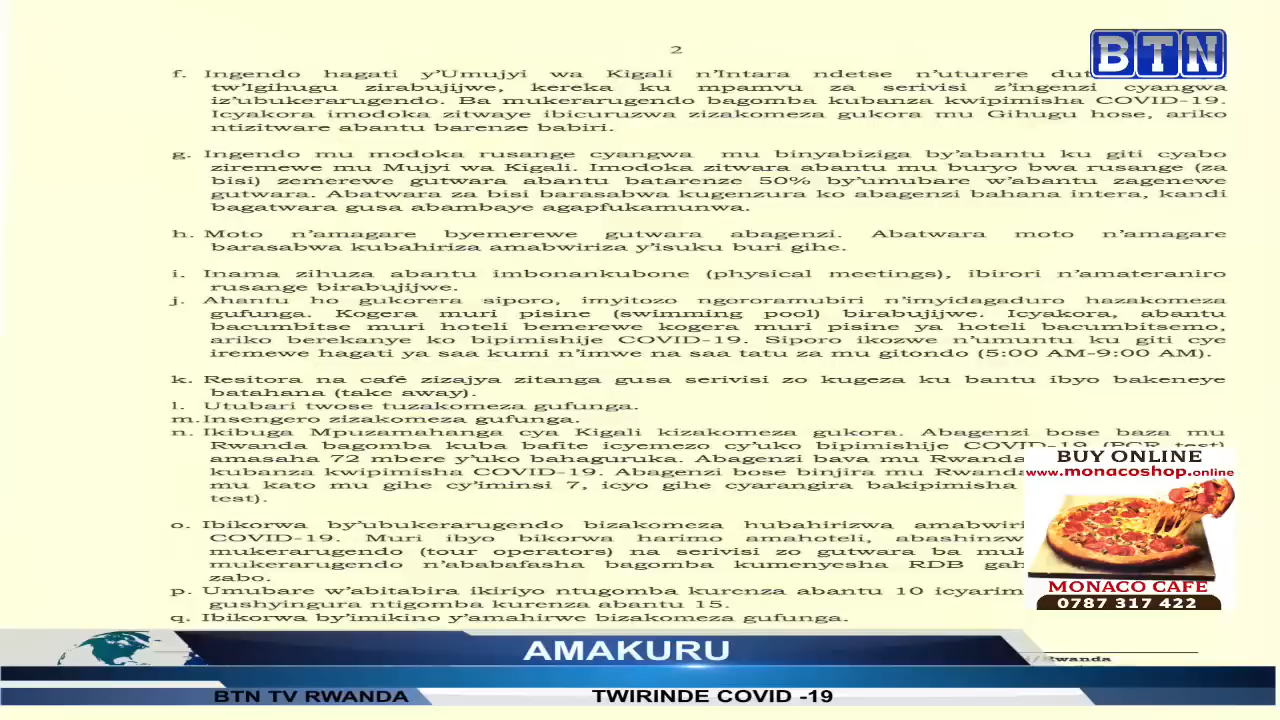 2
BTN
f. Ingendo hagati y'Umujyi wa Kigali n'Intara ndetse n'uturere
tw'Igihugu zirabujijwe, kereka ku mpamvu za serivisi z'ingenzi cyangwa
iz'ubukerarugendo. Ba mukerarugendo bagomba kubanza kwipimisha COVID-19.
Icyakora imodoka zitwaye ibicuruzwa zizakomeza gukora mu Gihugu hose, ariko
ntizitware abantu barenze babiri.
g. Ingendo mu modoka rusange cyangwa mu binyabiziga by'abantu ku giti cyabo
ziremewe mu Mujyi wa Kigali. Imodoka zitwara abantu mu buryo bwa rusange (za
bisi) zemerewe gutwara abantu batarenze 50% by'umubare w'abantu zagenewe
gutwara. Abatwara za bisi barasabwa kugenzura ko abagenzi bahana intera, kandi
bagatwara gusa abambaye agapfukamunwa.
h. Moto n'amagare byemerewe gutwara abagenzi. Abatwara moto n'amagare
barasabwa kubahiriza amabwiriza y'isuku buri gihe.
i. Inama zihuza abantu imbonankubone (physical meetings), ibirori n'amateraniro
rusange birabujijwe.
j. Ahantu ho gukorera siporo, imyitozo ngororamubiri n'imyidagaduro hazakomeza
gufunga. Kogera muri pisine (swimming pool) birabujijwe. Icyakora, abantu
bacumbitse muri hoteli bemerewe kogera muri pisine ya hoteli bacumbitsemo,
ariko berekanye ko bipimishije COVID-19. Siporo ikozwe n'umuntu ku giti cye
iremewe hagati ya saa kumi n'imwe na saa tatu za mu gitondo (5:00 AM-9:00 AM).
k. Resitora na café zizajya zitanga gusa serivisi zo kugeza ku bantu ibyo bakeneye
batahana (take away).
l. Utubari twose tuzakomeza gufunga.
m. Insengero zizakomeza gufunga.
n. Ikibuga Mpuzamahanga cya Kigali kizakomeza gukora. Abagenzi bose baza mu
Rwanda bagomba kuba bafite icyemezo cy'uko bipimishije COVID-19 (PCR test)
amasaha 72 mbere y'uko bahaguruka. Abagenzi bava mu Rwanda
kubanza kwipimisha COVID-19. Abagenzi bose binjira mu Rwanda
mu kato mu gihe cy'iminsi 7, icyo gihe cyarangira bakipimisha
test).
o. Ibikorwa by'ubukerarugendo bizakomeza hubahirizwa
COVID-19. Muri ibyo bikorwa harimo amahoteli,
mukerarugendo (tour operators) na serivisi zo gutwara ba
mukerarugendo n'ababafasha bagomba kumenyesha RDB
zabo.
p. Umubare w'abitabira ikiriyo ntugomba kurenza abantu 10
gushyingura ntigomba kurenza abantu 15.
q. Ibikorwa by'imikino y'amahirwe bizakomeza gufunga.
BUY ONLINE
www.monacoshop.online
MONACO CAFE
0787 317 422
AMAKURU
/Rwanda
BTN TV RWANDA
TWIRINDE COVID -19